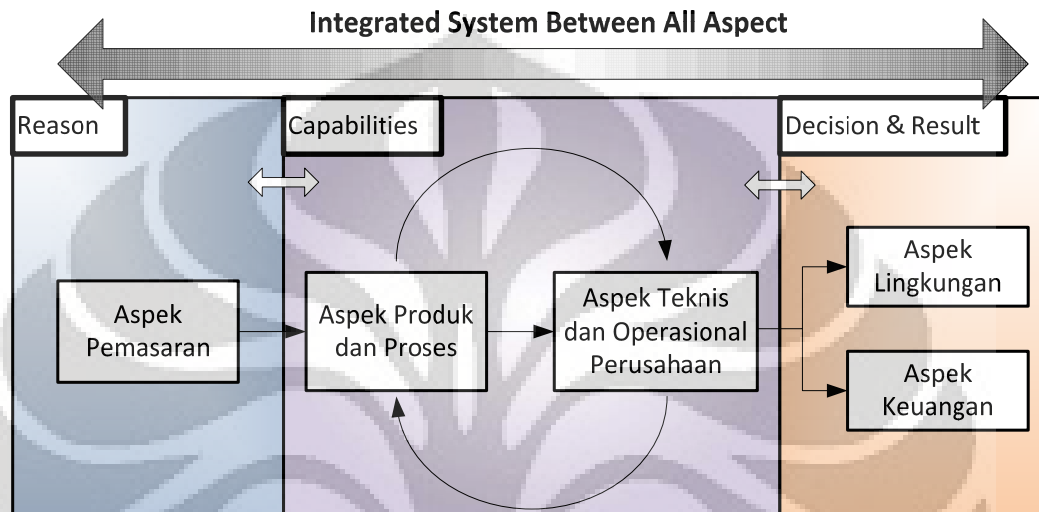 Integrated System Between All Aspect
Reason
Capabilities
Decision & Result
Aspek
Pemasaran
Aspek Produk
dan Proses
Aspek Teknis
dan Operasional
Perusahaan
Aspek
Lingkungan
Aspek
Keuangan